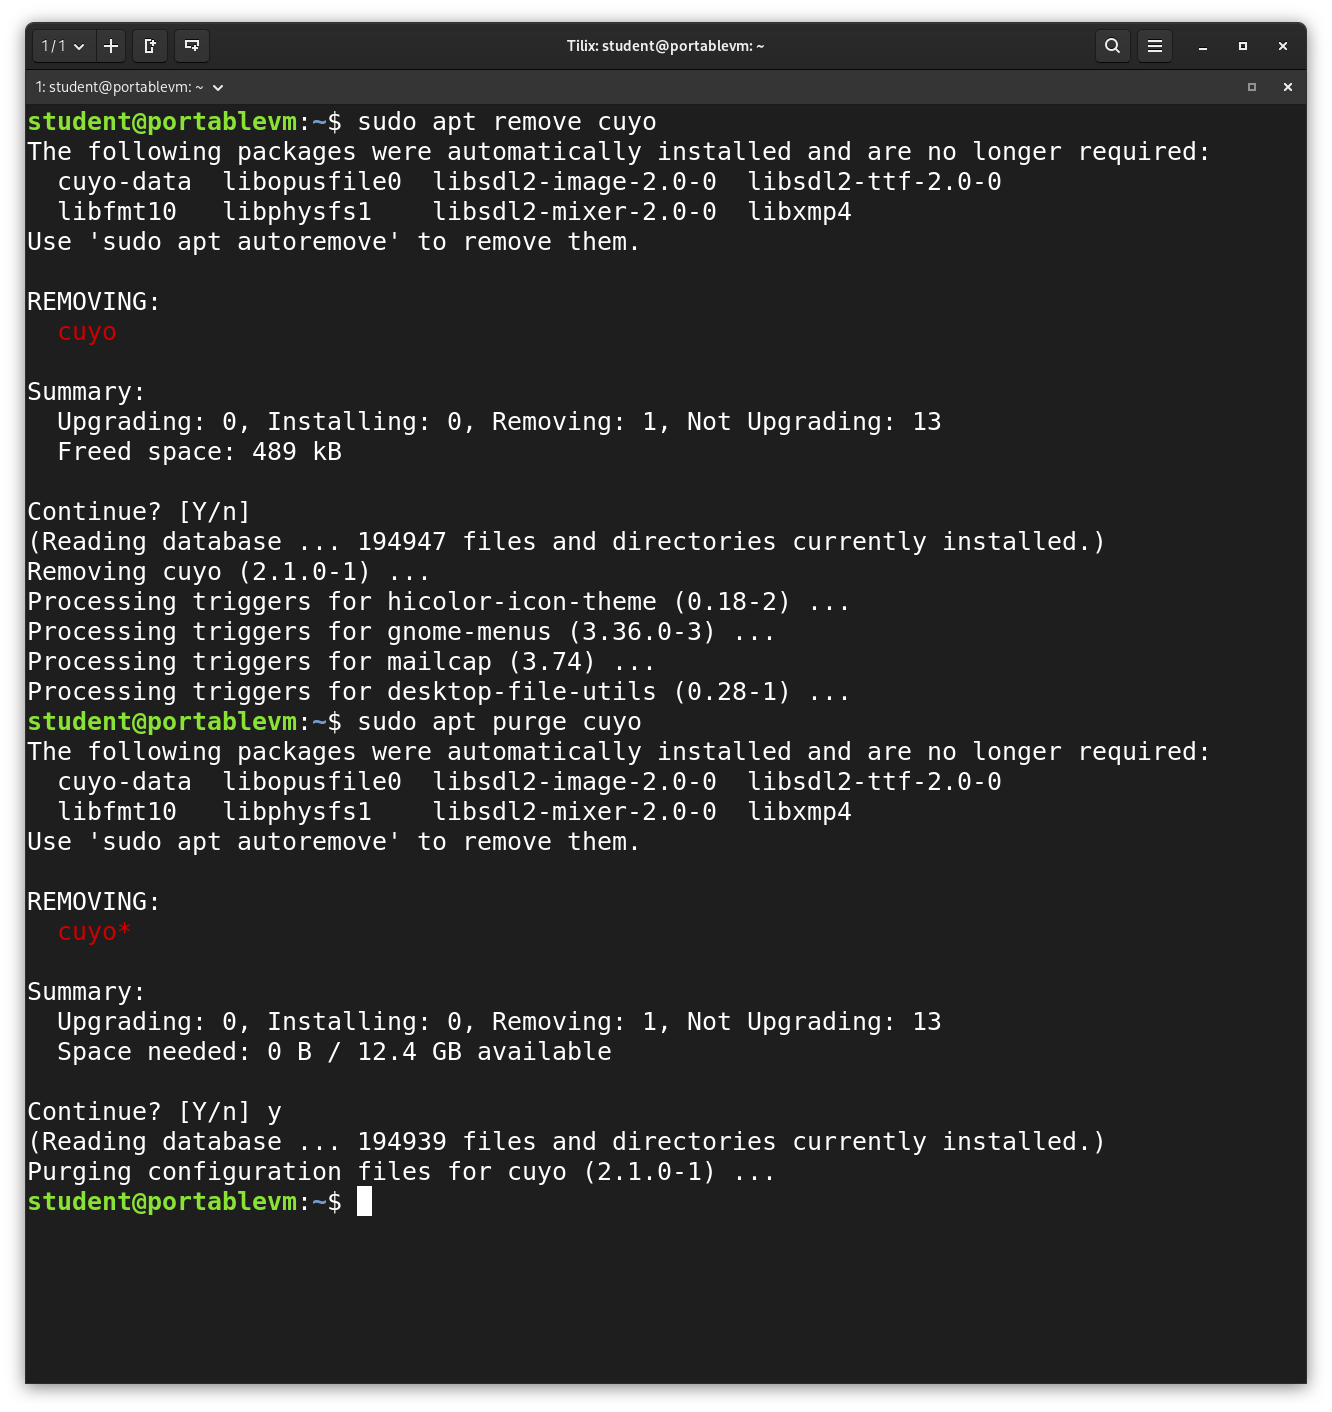 1 / 1
Tilix: student@portablevm: ~
1: student@portablevm: ~
student@portablevm:~$ sudo apt remove cuyo
The following packages were automatically installed and are no longer required:
  cuyo-data  libopusfile0  libsdl2-image-2.0-0  libsdl2-ttf-2.0-0
  libfmt10   libphysfs1    libsdl2-mixer-2.0-0  libxmp4
Use 'sudo apt autoremove' to remove them.

REMOVING:
  cuyo

Summary:
  Upgrading: 0, Installing: 0, Removing: 1, Not Upgrading: 13
  Freed space: 489 kB

Continue? [Y/n]
(Reading database ... 194947 files and directories currently installed.)
Removing cuyo (2.1.0-1) ...
Processing triggers for hicolor-icon-theme (0.18-2) ...
Processing triggers for gnome-menus (3.36.0-3) ...
Processing triggers for mailcap (3.74) ...
Processing triggers for desktop-file-utils (0.28-1) ...
student@portablevm:~$ sudo apt purge cuyo
The following packages were automatically installed and are no longer required:
  cuyo-data  libopusfile0  libsdl2-image-2.0-0  libsdl2-ttf-2.0-0
  libfmt10   libphysfs1    libsdl2-mixer-2.0-0  libxmp4
Use 'sudo apt autoremove' to remove them.

REMOVING:
  cuyo*

Summary:
  Upgrading: 0, Installing: 0, Removing: 1, Not Upgrading: 13
  Space needed: 0 B / 12.4 GB available

Continue? [Y/n] y
(Reading database ... 194939 files and directories currently installed.)
Purging configuration files for cuyo (2.1.0-1) ...
student@portablevm:~$